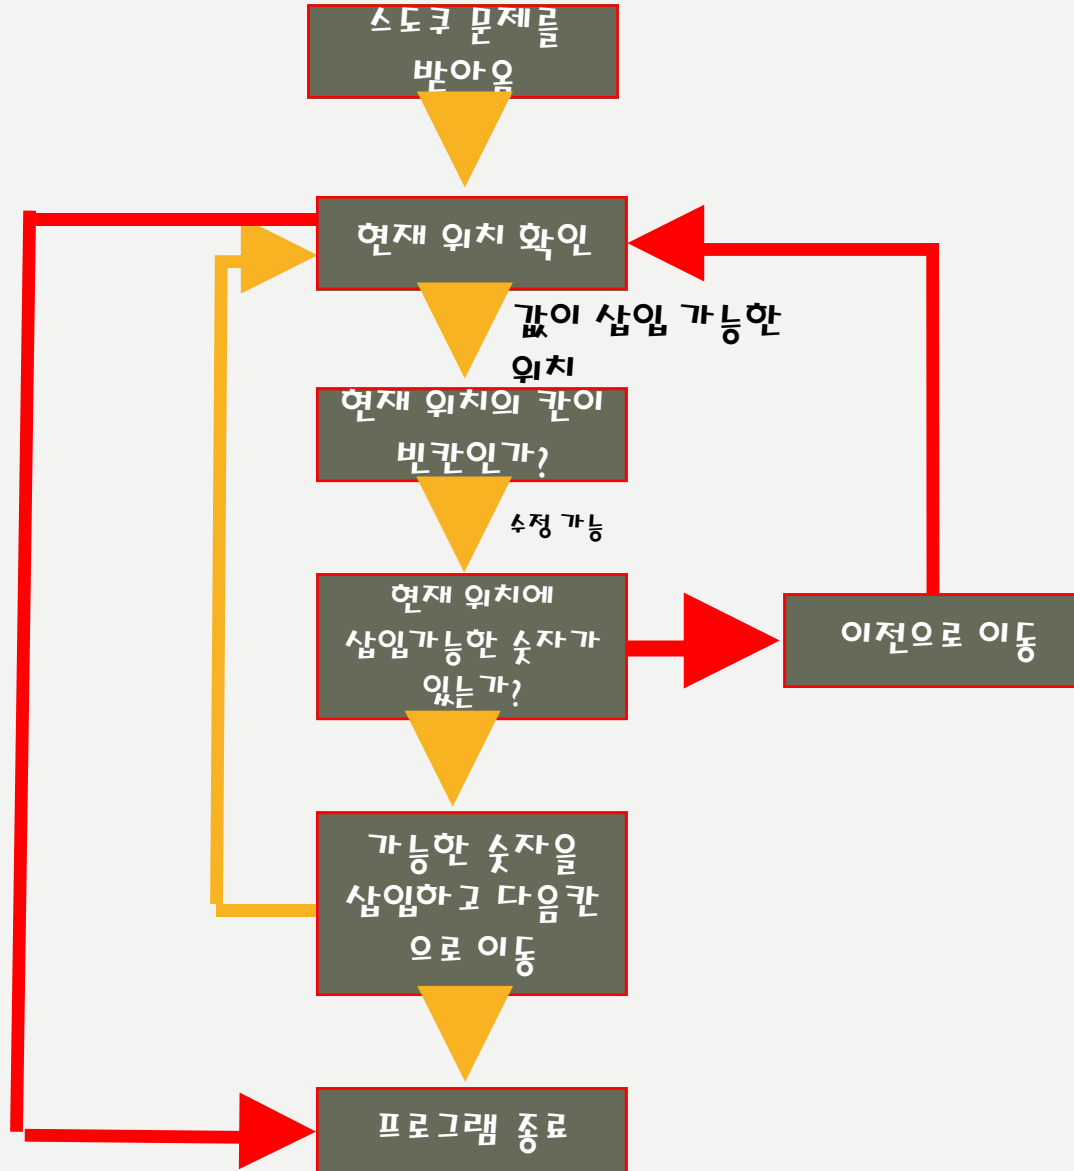 스도쿠 문제를
받아옴
현재 위치 확인
값이 삽입 가능한
위치
현재 위치의 칸이
빈칸인가?
수정 가능
현재 위치에
삽입가능한 숫자가
있는가?
이전으로 이동
가능한 숫자을
삽입하고 다음칸
으로 이동
프로그램 종료